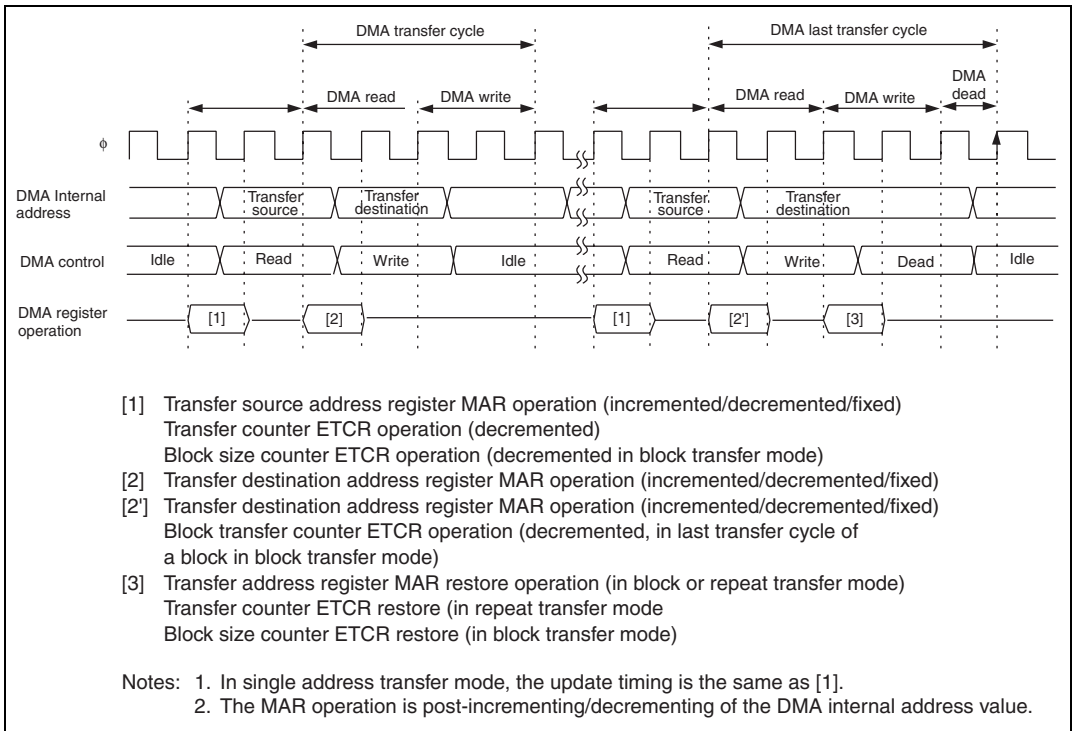 DMA transfer cycle
DMA last transfer cycle
DMA read
DMA write
DMA read
DMA write
DMA
dead
φ
DMA Internal
address
Transfer
source
Transfer
destination
Transfer
source
Transfer
destination
DMA control
Idle
Read
Write
Idle
Read
Write
Dead
Idle
DMA register
operation
[1]
[2]
[1]
[2']
[3]
[1] Transfer source address register MAR operation (incremented/decremented/fixed)
Transfer counter ETCR operation (decremented)
Block size counter ETCR operation (decremented in block transfer mode)
[2] Transfer destination address register MAR operation (incremented/decremented/fixed)
[2'] Transfer destination address register MAR operation (incremented/decremented/fixed)
Block transfer counter ETCR operation (decremented, in last transfer cycle of
a block in block transfer mode)
[3] Transfer address register MAR restore operation (in block or repeat transfer mode)
Transfer counter ETCR restore (in repeat transfer mode
Block size counter ETCR restore (in block transfer mode)
Notes: 1. In single address transfer mode, the update timing is the same as [1].
2. The MAR operation is post-incrementing/decrementing of the DMA internal address value.